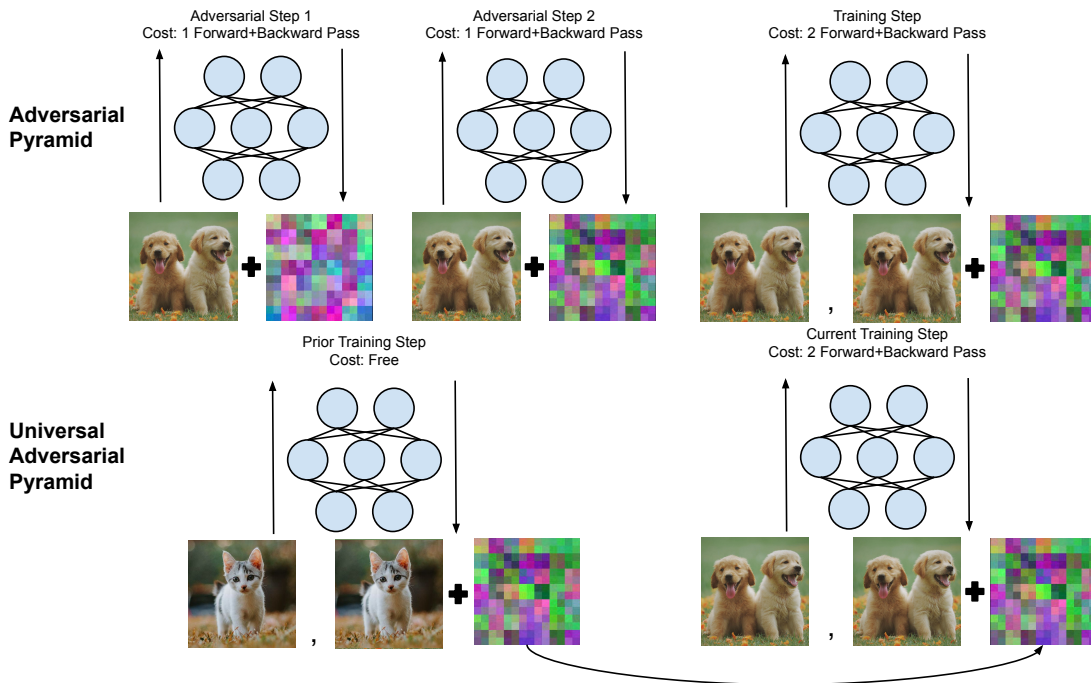 Adversarial Step 1
Cost: 1 Forward+Backward Pass
Adversarial Step 2
Cost: 1 Forward+Backward Pass
Training Step
Cost: 2 Forward+Backward Pass
Adversarial
Pyramid
,
Prior Training Step
Cost: Free
Current Training Step
Cost: 2 Forward+Backward Pass
Universal
Adversarial
Pyramid
,
,